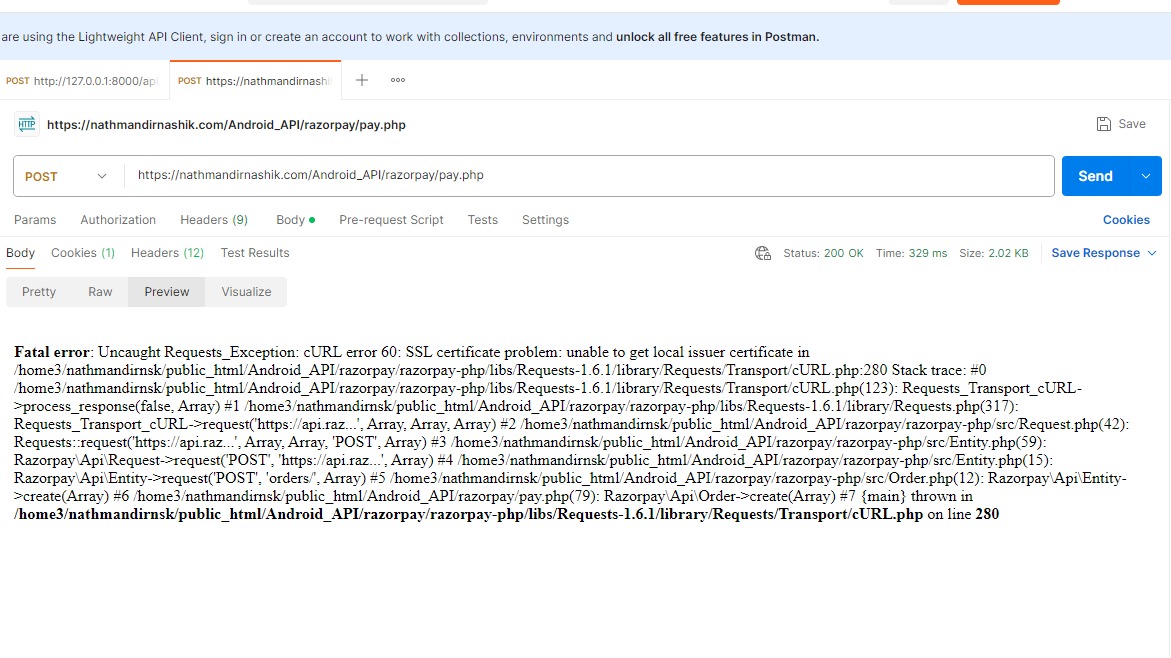 are using the Lightweight API Client, sign in or create an account to work with collections, environments and unlock all free features in Postman.
POST http://127.0.0.1:8000/api
POST https://nathmandirnashi
HTTP https://nathmandirnashik.com/Android_API/razorpay/pay.php
Save
POST https://nathmandirnashik.com/Android_API/razorpay/pay.php
Send
Params Authorization Headers (9) Body Pre-request Script Tests Settings Cookies
Body Cookies (1) Headers (12) Test Results Status: 200 OK Time: 329 ms Size: 2.02 KB Save Response
Pretty Raw Preview Visualize
Fatal error: Uncaught Requests_Exception: cURL error 60: SSL certificate problem: unable to get local issuer certificate in
/home3/nathmandirnsk/public_html/Android_API/razorpay/razorpay-php/libs/Requests-1.6.1/library/Requests/Transport/cURL.php:280 Stack trace: #0
/home3/nathmandirnsk/public_html/Android_API/razorpay/razorpay-php/libs/Requests-1.6.1/library/Requests/Transport/cURL.php(123): Requests_Transport_cURL-
>process_response(false, Array) #1 /home3/nathmandirnsk/public_html/Android_API/razorpay/razorpay-php/libs/Requests-1.6.1/library/Requests.php(317):
Requests_Transport_cURL->request('https://api.raz...', Array, Array, Array) #2 /home3/nathmandirnsk/public_html/Android_API/razorpay/razorpay-php/src/Request.php(42):
Requests::request('https://api.raz...', Array, Array, 'POST', Array) #3 /home3/nathmandirnsk/public_html/Android_API/razorpay/razorpay-php/src/Entity.php(59):
Razorpay\Api\Request->request('POST', 'https://api.raz...', Array) #4 /home3/nathmandirnsk/public_html/Android_API/razorpay/razorpay-php/src/Entity.php(15):
Razorpay\Api\Entity->request('POST', 'orders/', Array) #5 /home3/nathmandirnsk/public_html/Android_API/razorpay/razorpay-php/src/Order.php(12): Razorpay\Api\Entity-
>create(Array) #6 /home3/nathmandirnsk/public_html/Android_API/razorpay/pay.php(79): Razorpay\Api\Order->create(Array) #7 {main} thrown in
/home3/nathmandirnsk/public_html/Android_API/razorpay/razorpay-php/libs/Requests-1.6.1/library/Requests/Transport/cURL.php on line 280